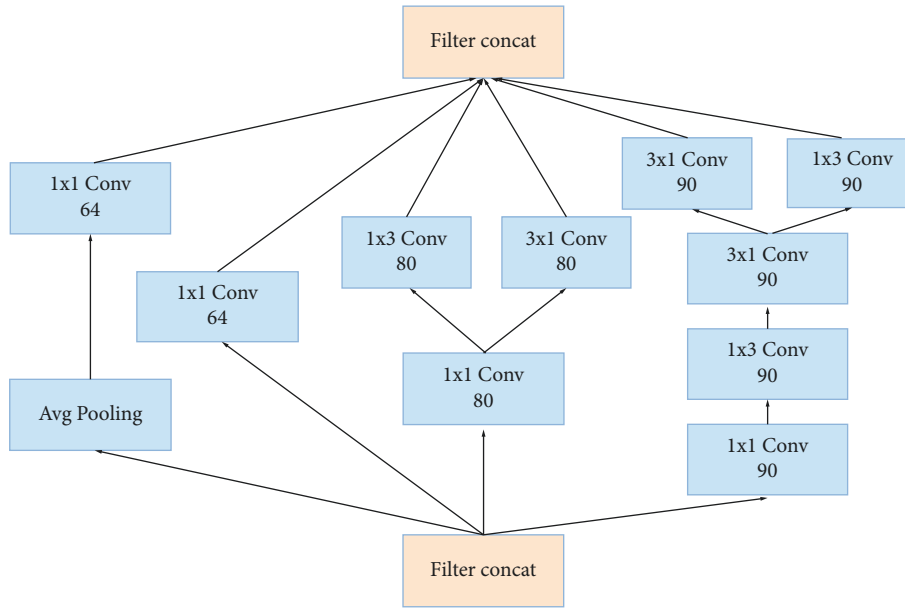 Filter concat
3x1 Conv
90
1x3 Conv
90
1x1 Conv
64
1x3 Conv
80
3x1 Conv
80
3x1 Conv
90
1x1 Conv
64
1x3 Conv
90
1x1 Conv
80
Avg Pooling
1x1 Conv
90
Filter concat